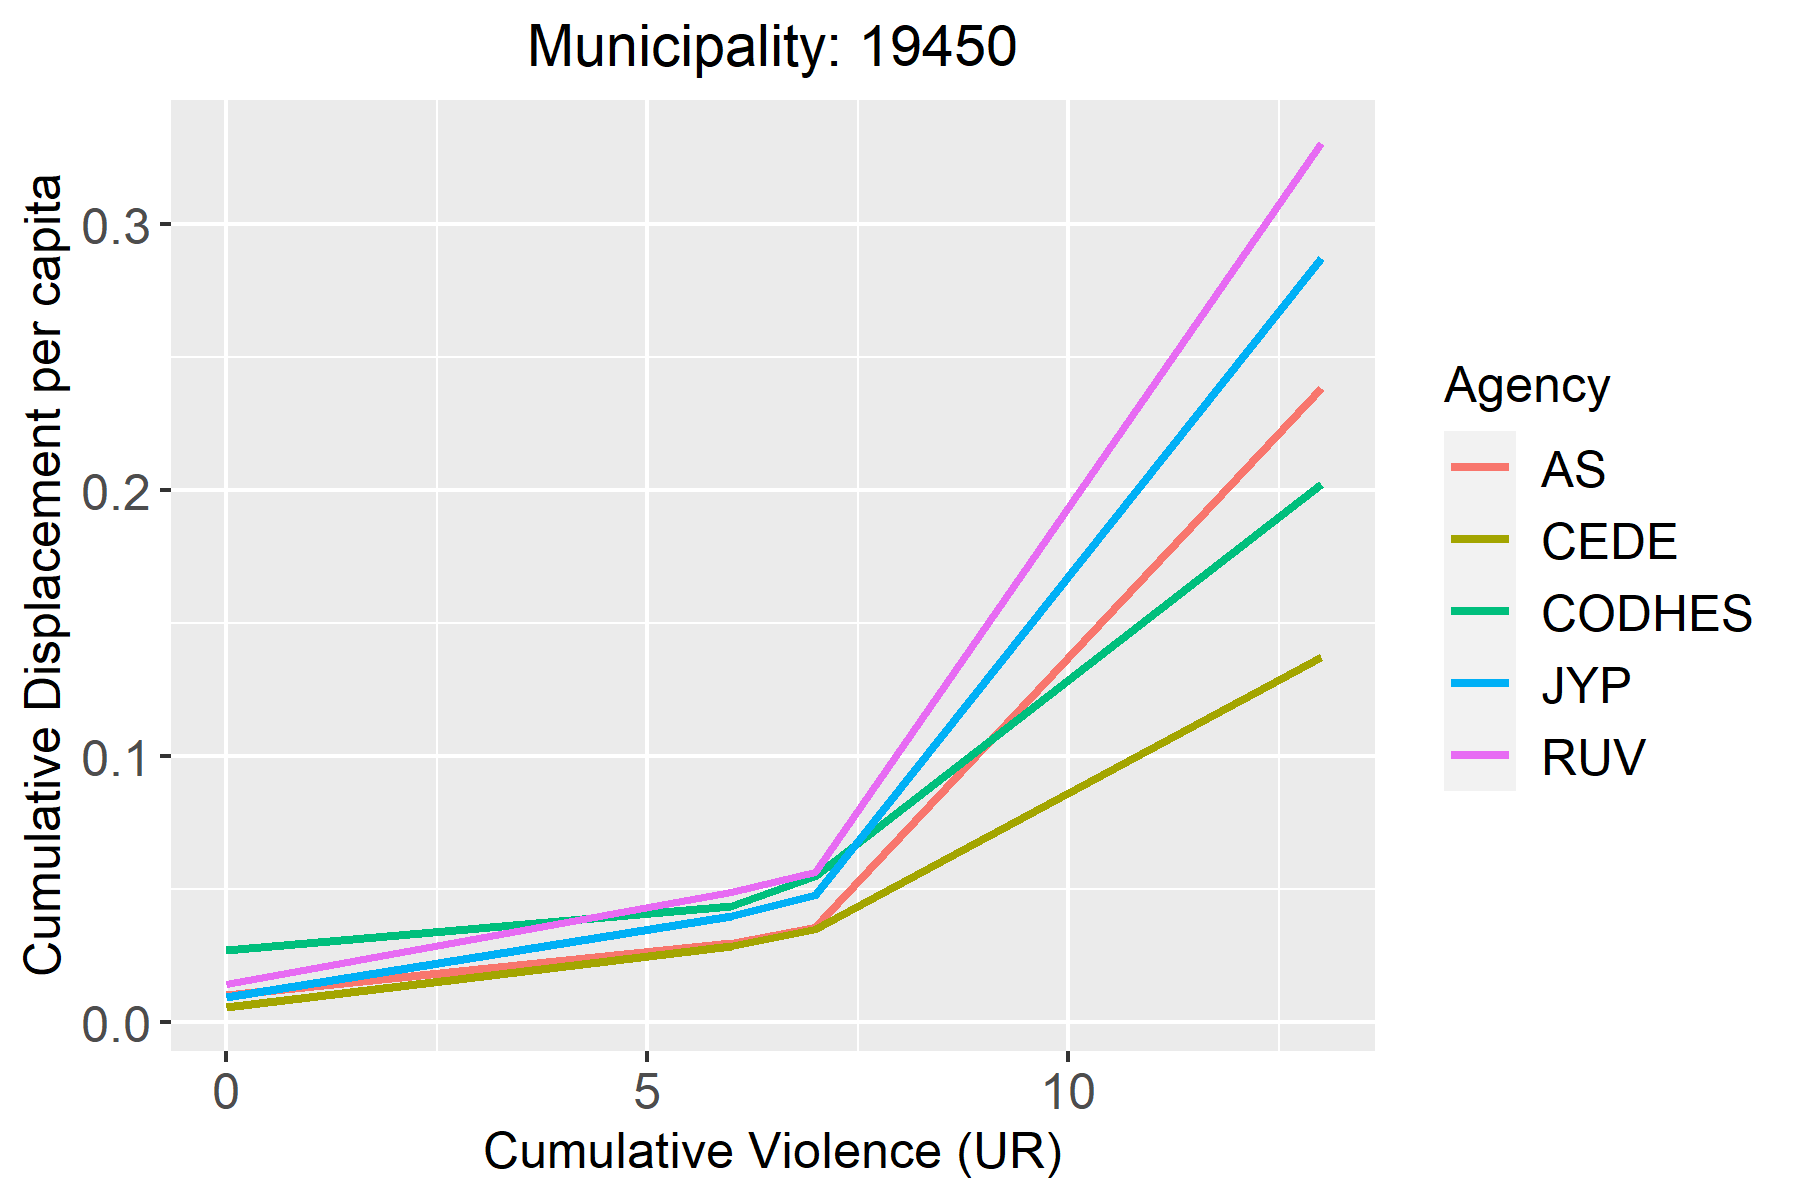 Municipality: 19450
Cumulative Displacement per capita
0.3
0.2
0.1
0.0
0
5
10
Cumulative Violence (UR)
Agency
AS
CEDE
CODHES
JYP
RUV